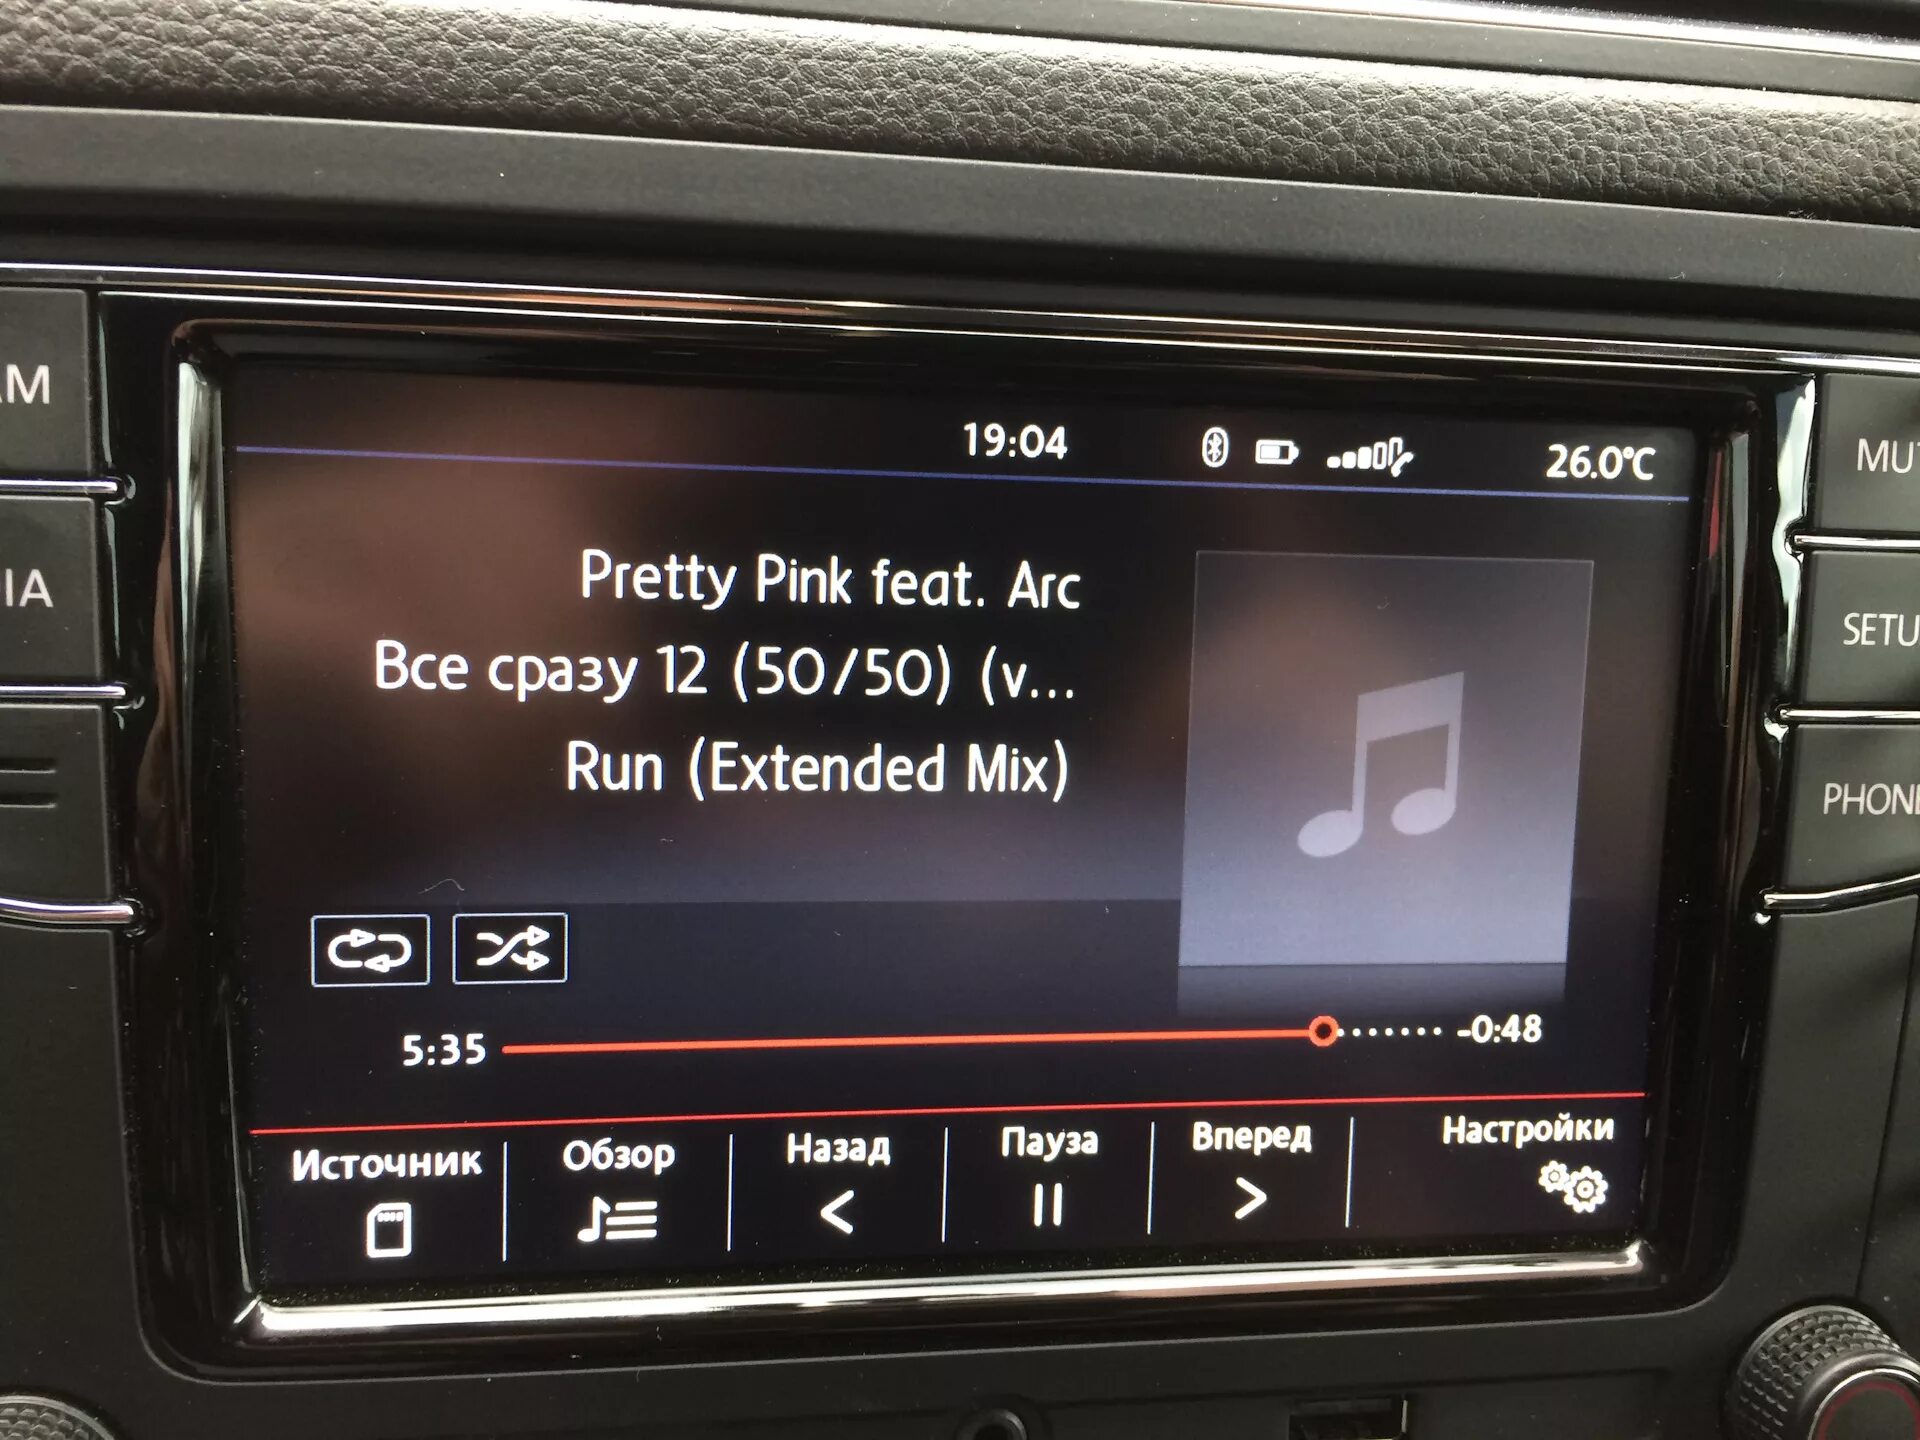 19:04
26.0°C
Pretty Pink feat. Arc
Все сразу 12 (50/50) (v...
Run (Extended Mix)
5:35
-0:48
Источник
Обзор
Назад
Пауза
Вперед
Настройки
AM
IA
MUT
SETU
PHONE